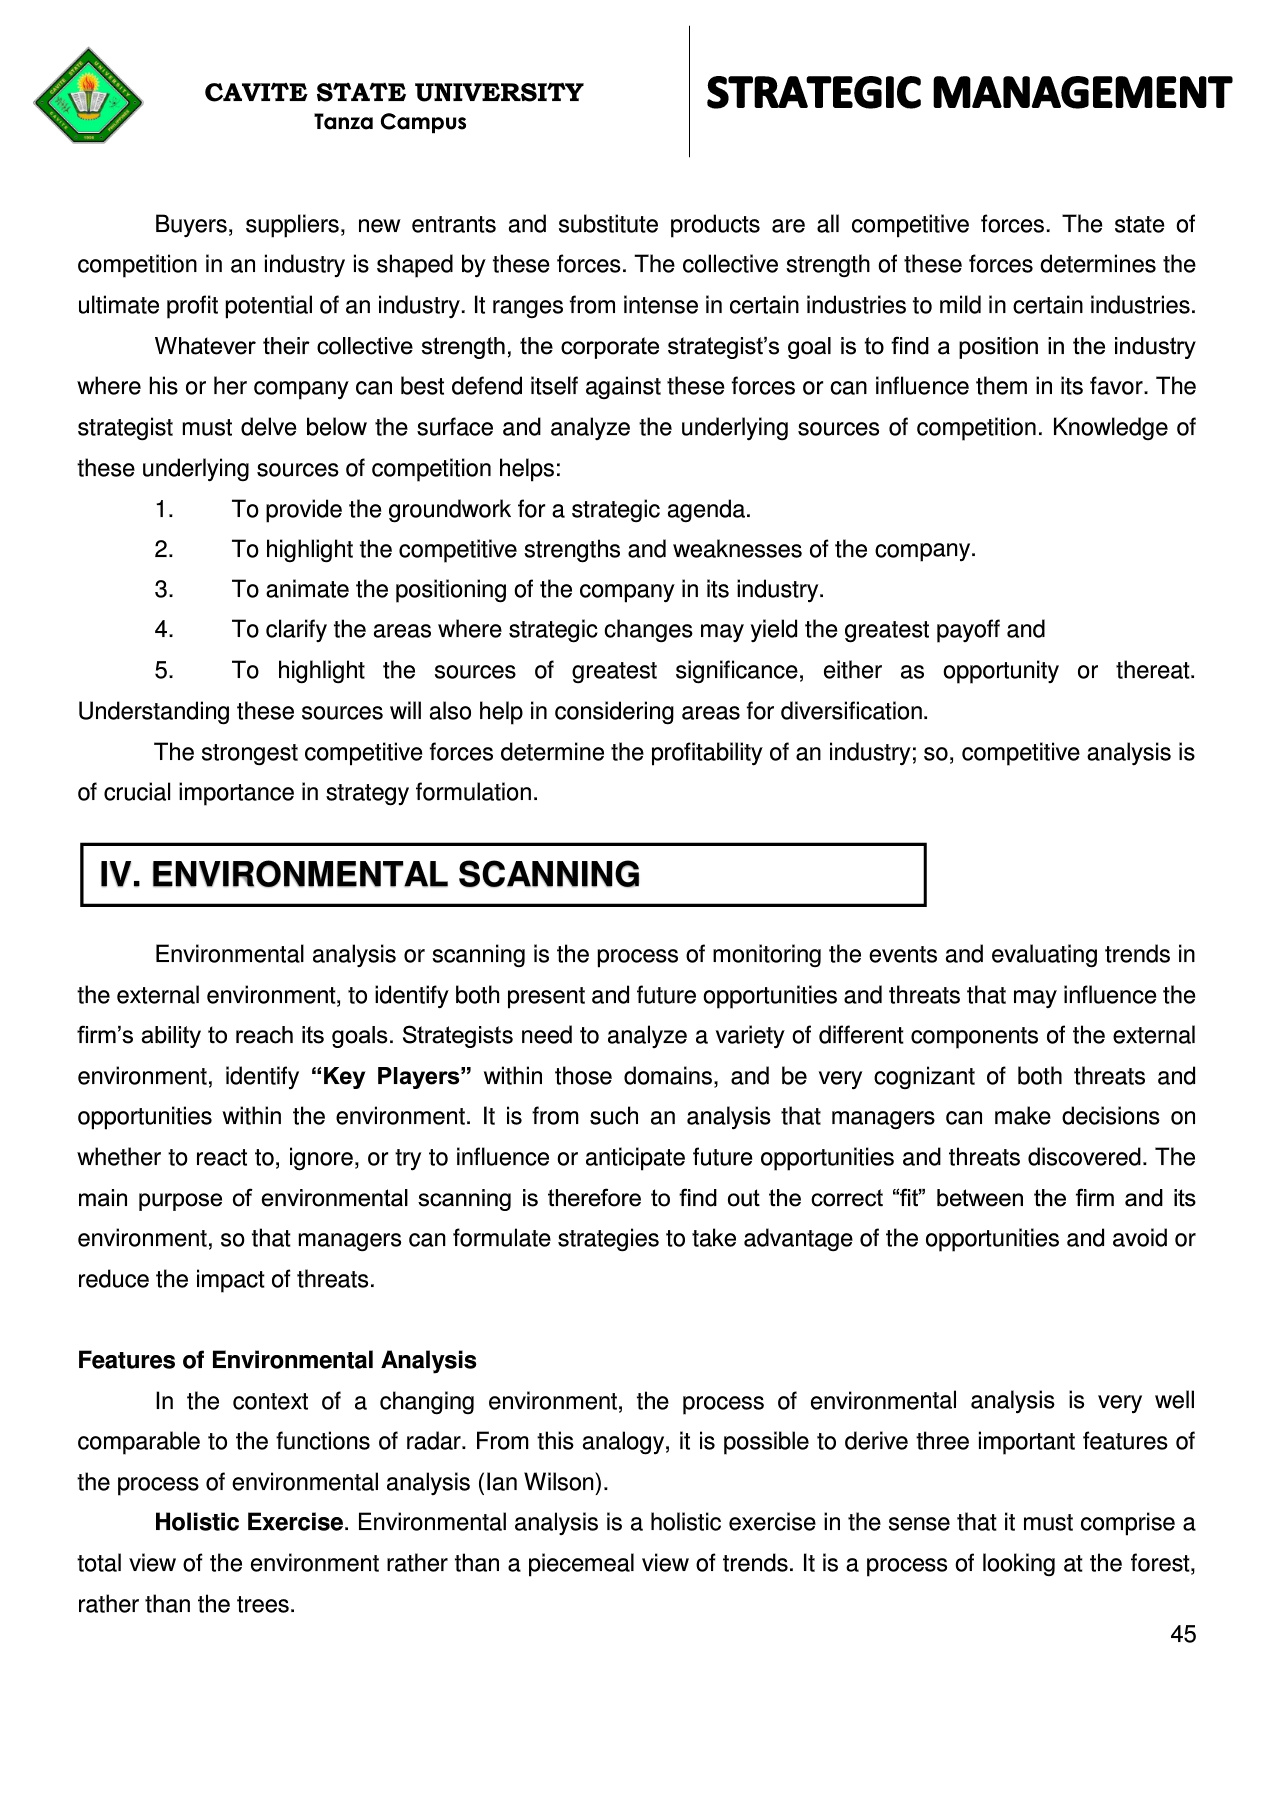 CAVITE STATE UNIVERSITY
Tanza Campus
STRATEGIC MANAGEMENT
Buyers, suppliers, new entrants and substitute products are all competitive forces. The state of
competition in an industry is shaped by these forces. The collective strength of these forces determines the
ultimate profit potential of an industry. It ranges from intense in certain industries to mild in certain industries.
Whatever their collective strength, the corporate strategist’s goal is to find a position in the industry
where his or her company can best defend itself against these forces or can influence them in its favor. The
strategist must delve below the surface and analyze the underlying sources of competition. Knowledge of
these underlying sources of competition helps:
1. To provide the groundwork for a strategic agenda.
2. To highlight the competitive strengths and weaknesses of the company.
3. To animate the positioning of the company in its industry.
4. To clarify the areas where strategic changes may yield the greatest payoff and
5. To highlight the sources of greatest significance, either as opportunity or thereat.
Understanding these sources will also help in considering areas for diversification.
The strongest competitive forces determine the profitability of an industry; so, competitive analysis is
of crucial importance in strategy formulation.
IV. ENVIRONMENTAL SCANNING
Environmental analysis or scanning is the process of monitoring the events and evaluating trends in
the external environment, to identify both present and future opportunities and threats that may influence the
firm’s ability to reach its goals. Strategists need to analyze a variety of different components of the external
environment, identify “Key Players” within those domains, and be very cognizant of both threats and
opportunities within the environment. It is from such an analysis that managers can make decisions on
whether to react to, ignore, or try to influence or anticipate future opportunities and threats discovered. The
main purpose of environmental scanning is therefore to find out the correct “fit” between the firm and its
environment, so that managers can formulate strategies to take advantage of the opportunities and avoid or
reduce the impact of threats.
Features of Environmental Analysis
In the context of a changing environment, the process of environmental analysis is very well
comparable to the functions of radar. From this analogy, it is possible to derive three important features of
the process of environmental analysis (Ian Wilson).
Holistic Exercise. Environmental analysis is a holistic exercise in the sense that it must comprise a
total view of the environment rather than a piecemeal view of trends. It is a process of looking at the forest,
rather than the trees.
45